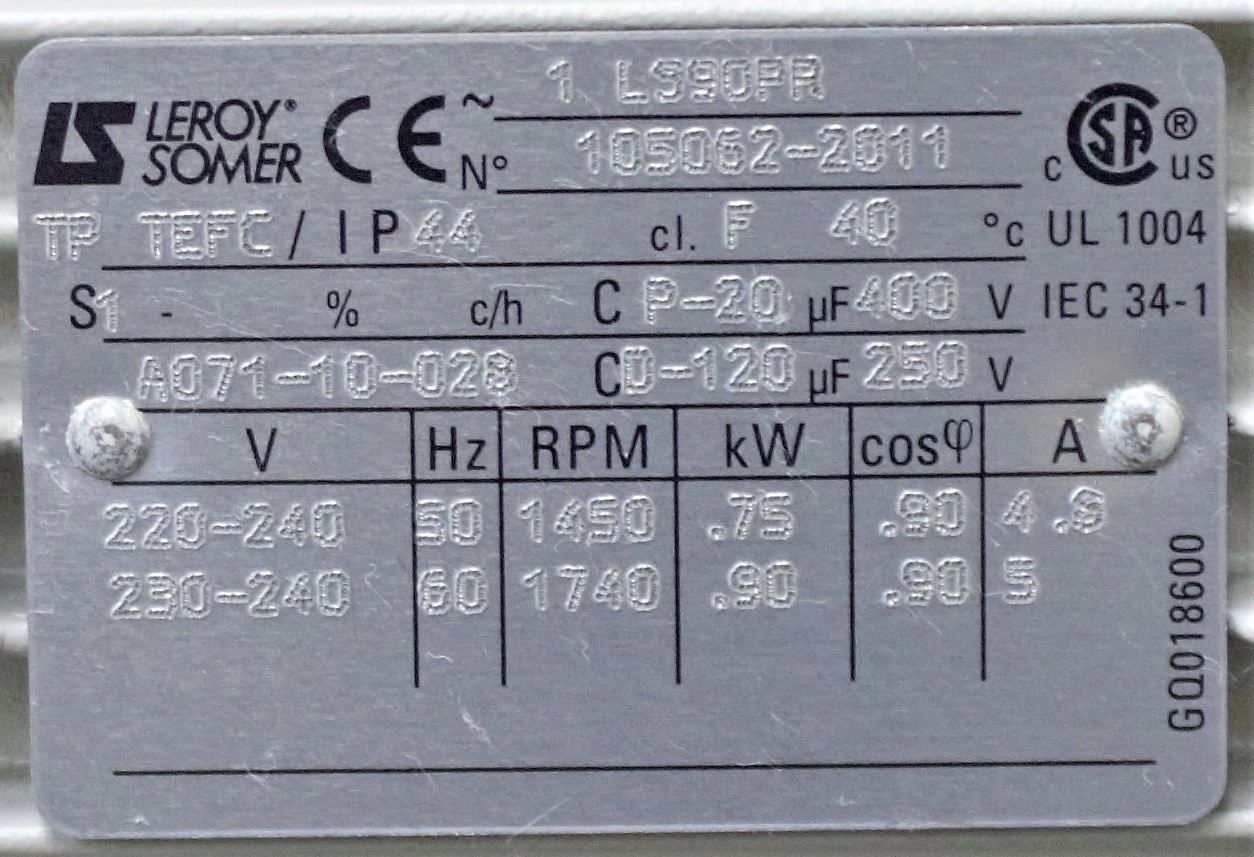 LS LEROY® SOMER CE ~ 1 LS90PR
N° 105062-2011
c SA® us
TP TEFC / IP 44 cl. F 40 °c UL 1004
S1 - % c/h C P-20 µF 400 V IEC 34-1
A071-10-028 C D-120 µF 250 V
V Hz RPM kW cosφ A
220-240 50 1450 .75 .90 4.8
230-240 60 1740 .90 .90 5
GQ018600